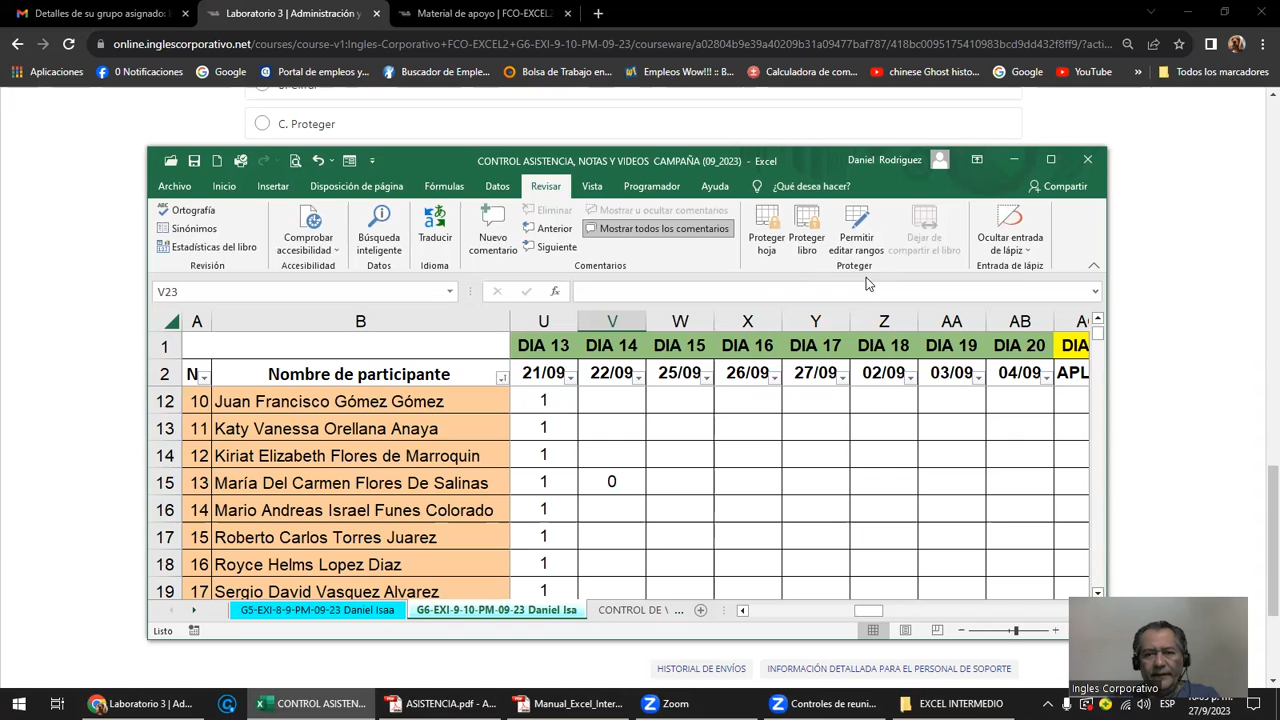 Detalles de su grupo asignado:
Laboratorio 3 | Administración y
Material de apoyo | FCO-EXCEL2
online.inglescorporativo.net/courses/course-v1:Ingles-Corporativo+FCO-EXCEL2+G6-EXI-9-10-PM-09-23/courseware/a02804b9123049208b31a09477baf787/418bc0095175410983bcd9dd432f8ff9/?acti...
Aplicaciones
0 Notificaciones
Google
Portal de empleos y...
Buscador de Emple...
Bolsa de Trabajo en...
Empleos Wow!!! :: B...
Calculadora de com...
chinese Ghost histo...
Google
YouTube
»
Todos los marcadores
C. Proteger
CONTROL ASISTENCIA, NOTAS Y VIDEOS CAMPAÑA (09_2023) - Excel
Daniel Rodriguez
Archivo
Inicio
Insertar
Disposición de página
Fórmulas
Datos
Revisar
Vista
Programador
Ayuda
¿Qué desea hacer?
Compartir
Ortografía
Sinónimos
Estadísticas del libro
Revisión
Comprobar accesibilidad
Accesibilidad
Búsqueda inteligente
Datos
Traducir
Idioma
Nuevo comentario
Eliminar
Anterior
Siguiente
Mostrar u ocultar comentarios
Mostrar todos los comentarios
Comentarios
Proteger hoja
Proteger libro
Permitir editar rangos
Dejar de compartir el libro
Proteger
Ocultar entrada de lápiz
Entrada de lápiz
V23
fx
A B U V W X Y Z AA AB
1 DIA 13 DIA 14 DIA 15 DIA 16 DIA 17 DIA 18 DIA 19 DIA 20 DIA
2 N Nombre de participante 21/09 22/09 25/09 26/09 27/09 02/09 03/09 04/09 APL
12 10 Juan Francisco Gómez Gómez 1
13 11 Katy Vanessa Orellana Anaya 1
14 12 Kiriat Elizabeth Flores de Marroquin 1
15 13 María Del Carmen Flores De Salinas 1 0
16 14 Mario Andreas Israel Funes Colorado 1
17 15 Roberto Carlos Torres Juarez 1
18 16 Royce Helms Lopez Diaz 1
19 17 Sergio David Vasquez Alvarez 1
G5-EXI-8-9-PM-09-23 Daniel Isaa
G6-EXI-9-10-PM-09-23 Daniel Isa
CONTROL DE ...
Listo
HISTORIAL DE ENVÍOS
INFORMACIÓN DETALLADA PARA EL PERSONAL DE SOPORTE
Ingles Corporativo
Laboratorio 3 | Ad...
CONTROL ASISTEN...
ASISTENCIA.pdf - A...
Manual_Excel_Inter...
Zoom
Controles de reuni...
EXCEL INTERMEDIO
ESP
27/9/2023